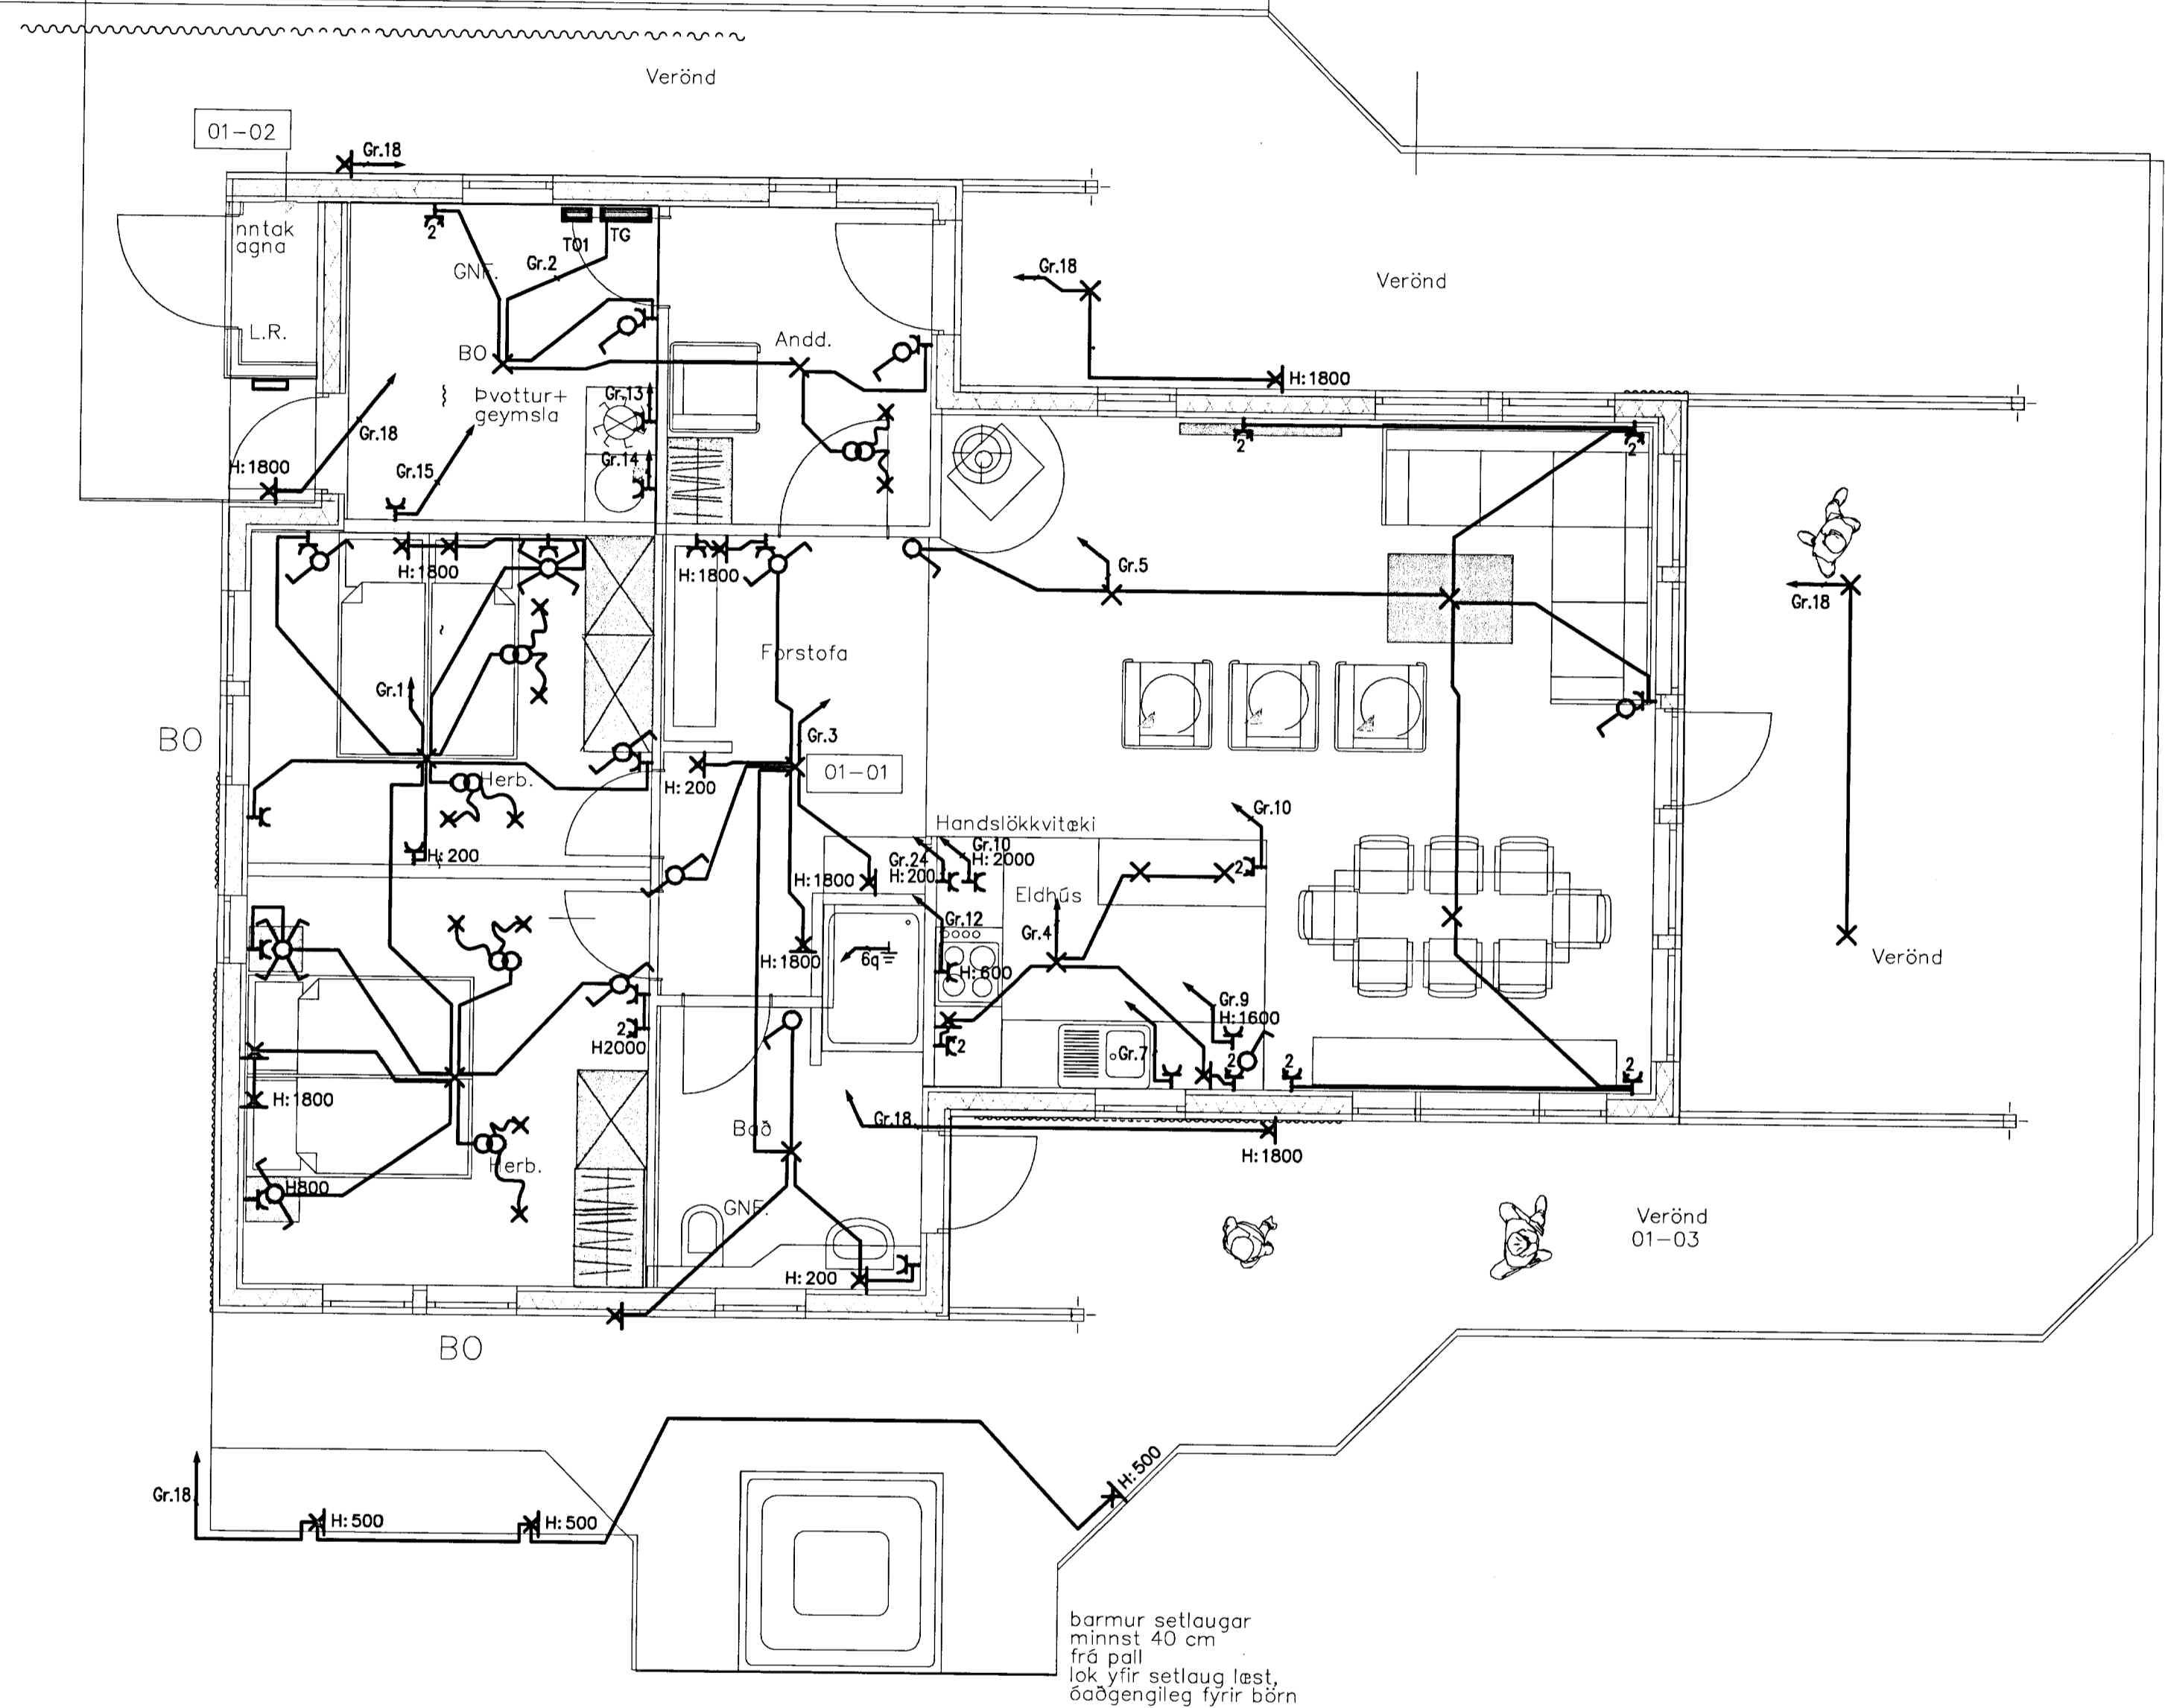 Verönd
01-02
Gr.18
nntak
agna
2
T01
TG
GNF.
Gr.2
Gr.18
Verönd
L.R.
BO
Andd.
H:1800
Þvottur+
geymsla
Gr.13
Gr.18
2
2
H:1800
Gr.15
Gr.14
H:1800
H:1800
Gr.5
Gr.18
Forstofa
Gr.1
BO
Gr.3
01-01
Herb.
H:200
Gr.10
Handslökkvitæki
Gr.10
H:2000
Gr.24
H:200
H:200
H:1800
2
Eldhús
Gr.12
Gr.4
H:1800
6q
H:600
Verönd
Gr.9
H:1600
2
H2000
2
Gr.7
2
2
2
H:1800
Gr.18
Bað
H:1800
Herb.
H800
GNF.
Verönd
01-03
H:200
BO
H:500
Gr.18
H:500
H:500
barmur setlaugar
minnst 40 cm
frá pall
lok yfir setlaug læst,
óaðgengileg fyrir börn